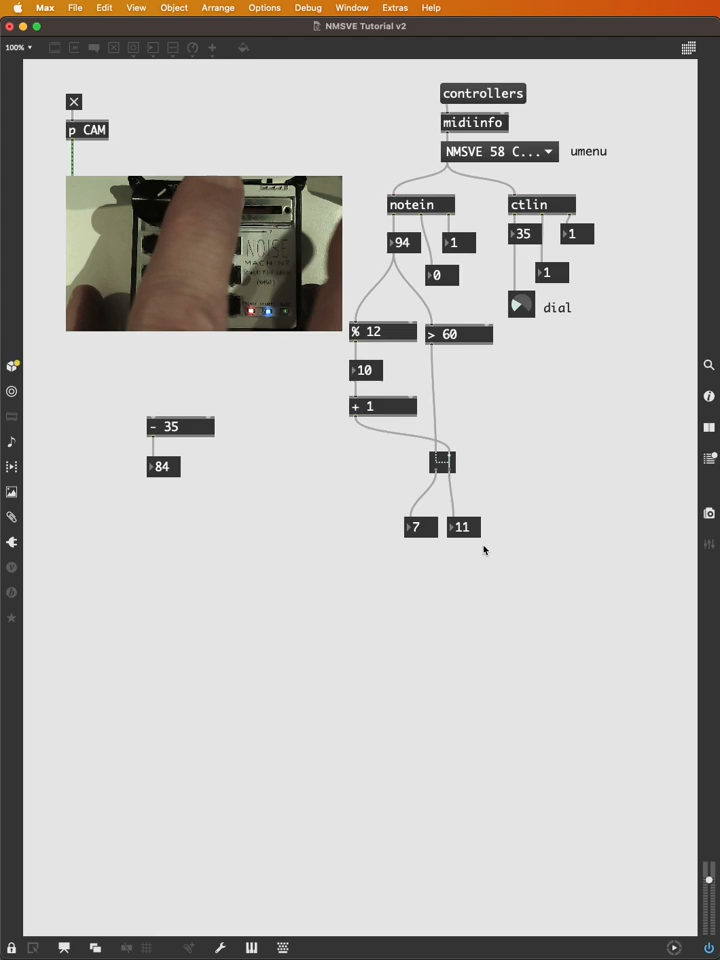 Max File Edit View Object Arrange Options Debug Window Extras Help
NMSVE Tutorial v2
100%
controllers
p CAM
midiinfo
NMSVE 58 C... umenu
notein
ctlin
94
1
35
1
0
1
dial
NOISE
MACHINE
% 12
> 60
10
+ 1
- 35
84
7
11